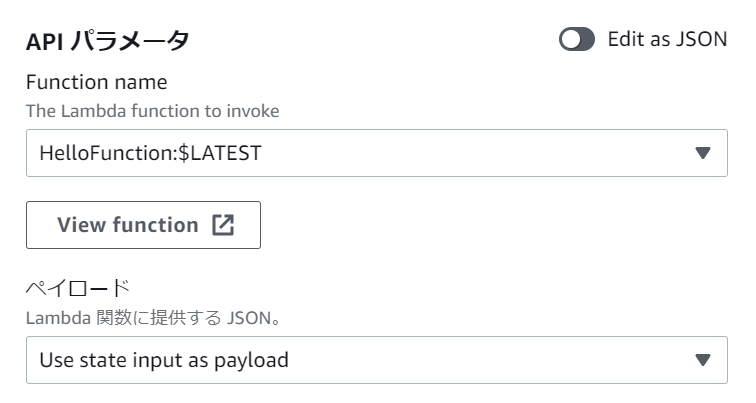 API パラメータ
Edit as JSON
Function name
The Lambda function to invoke
HelloFunction:$LATEST
View function
ペイロード
Lambda 関数に提供する JSON。
Use state input as payload